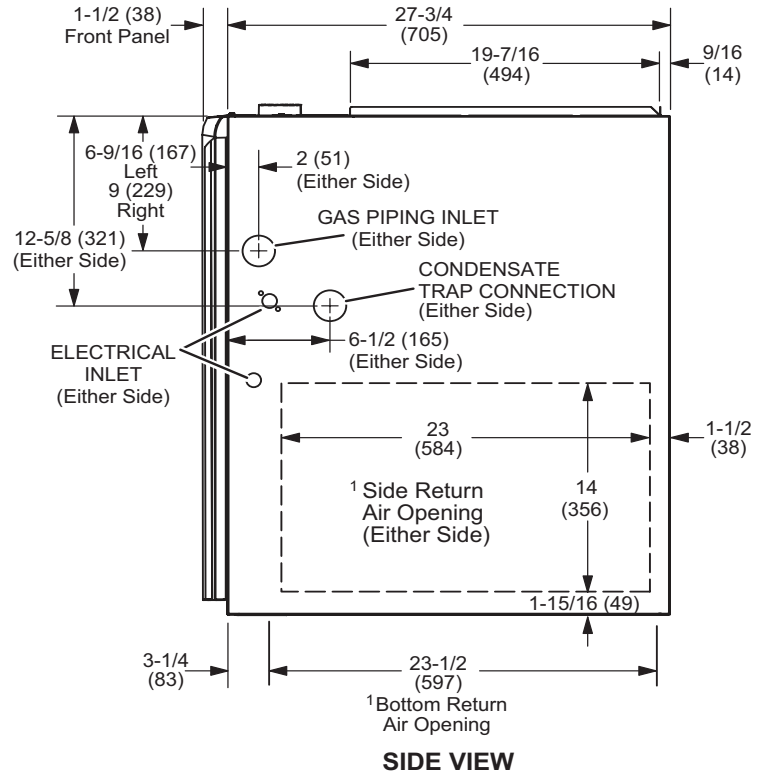 1-1/2 (38)
Front Panel
27-3/4
(705)
19-7/16
(494)
9/16
(14)
6-9/16 (167)
Left
9 (229)
Right
2 (51)
(Either Side)
12-5/8 (321)
(Either Side)
GAS PIPING INLET
(Either Side)
CONDENSATE
TRAP CONNECTION
(Either Side)
6-1/2 (165)
(Either Side)
ELECTRICAL
INLET
(Either Side)
23
(584)
1-1/2
(38)
1 Side Return
Air Opening
(Either Side)
14
(356)
1-15/16 (49)
3-1/4
(83)
23-1/2
(597)
1 Bottom Return
Air Opening
SIDE VIEW